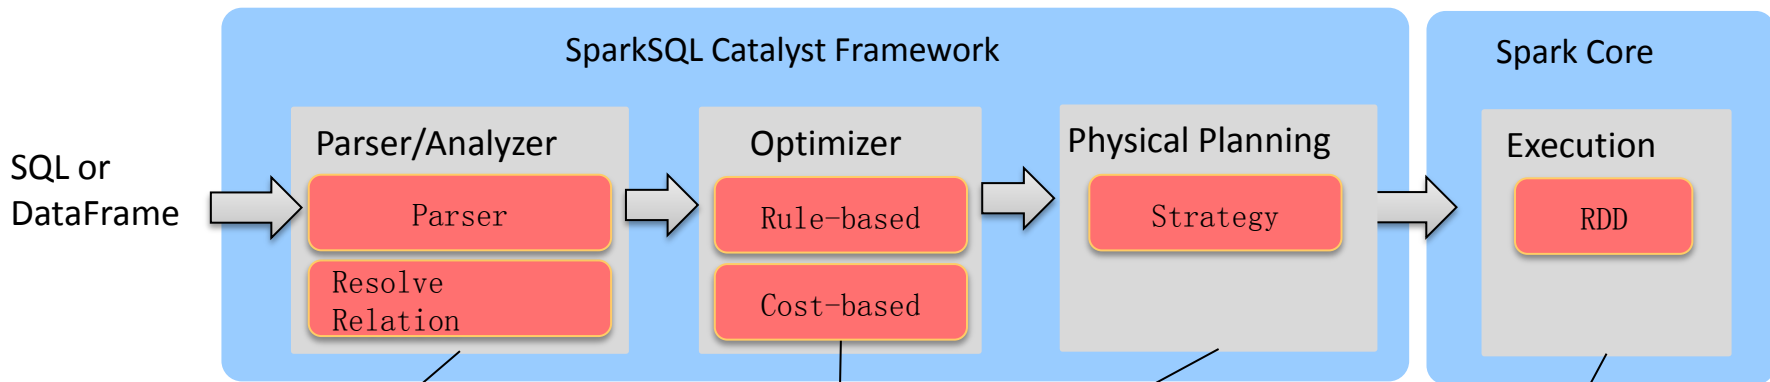 SparkSQL Catalyst Framework
Spark Core
SQL or
DataFrame
Parser/Analyzer
Parser
Resolve
Relation
Optimizer
Rule-based
Cost-based
Physical Planning
Strategy
Execution
RDD